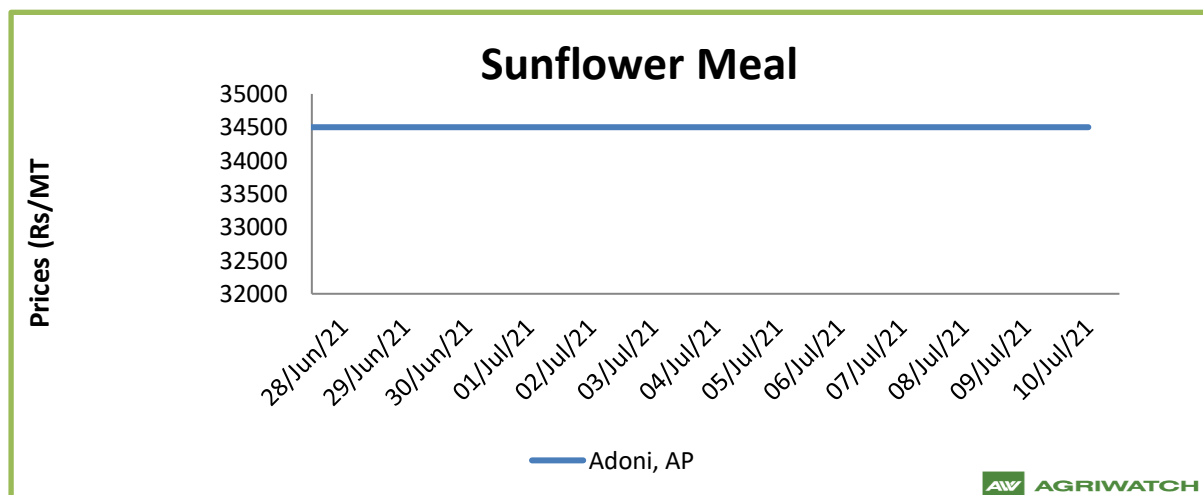 Sunflower Meal
Prices (Rs/MT
35000
34500
34000
33500
33000
32500
32000
28/Jun/21
29/Jun/21
30/Jun/21
01/Jul/21
02/Jul/21
03/Jul/21
04/Jul/21
05/Jul/21
06/Jul/21
07/Jul/21
08/Jul/21
09/Jul/21
10/Jul/21
Adoni, AP
AW AGRIWATCH